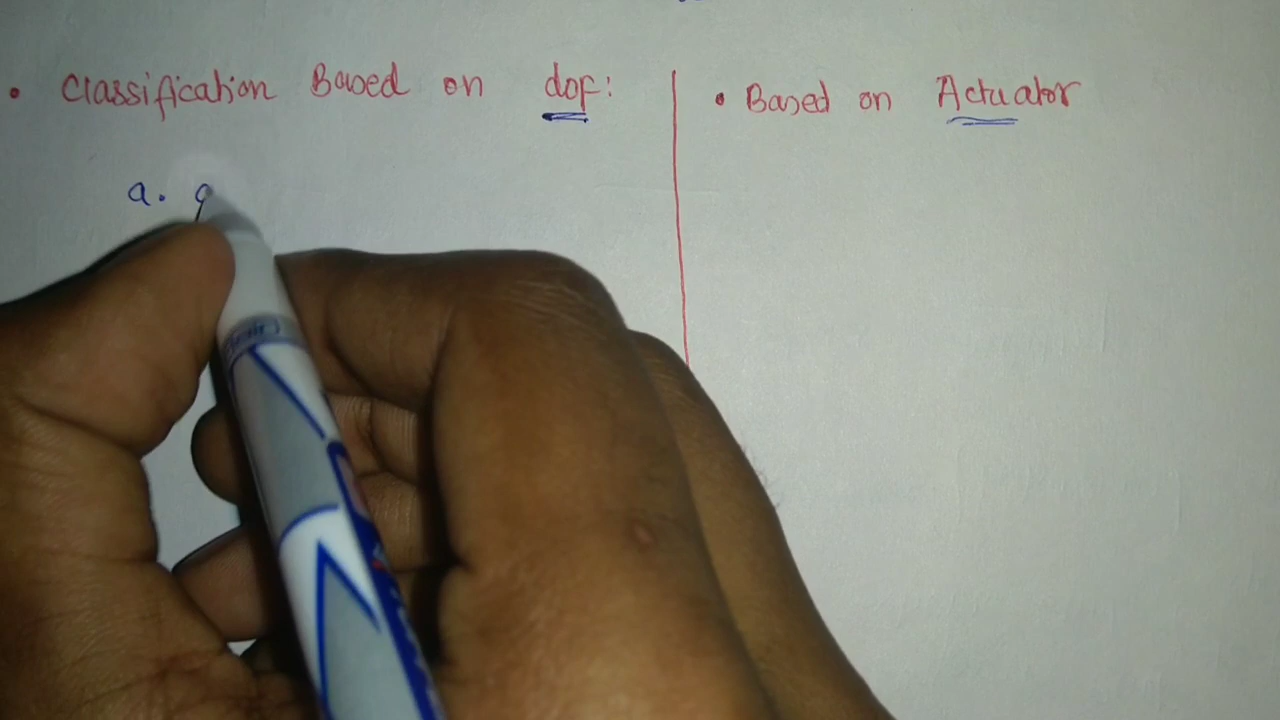 • Classification Based on dof:
a.
• Based on Actuator